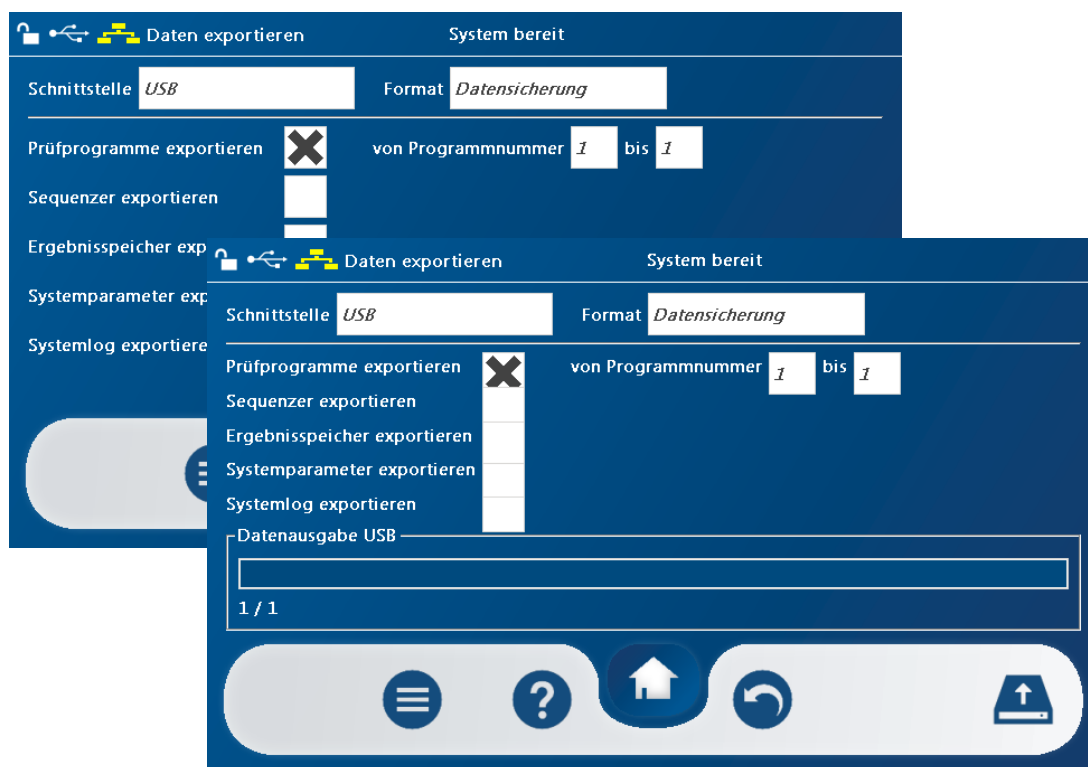 Daten exportieren System bereit
Schnittstelle USB Format Datensicherung
Prüfprogramme exportieren von Programmnummer 1 bis 1
Sequenzer exportieren
Ergebnisspeicher exp
Systemparameter exp
Systemlog exportiere
Daten exportieren System bereit
Schnittstelle USB Format Datensicherung
Prüfprogramme exportieren von Programmnummer 1 bis 1
Sequenzer exportieren
Ergebnisspeicher exportieren
Systemparameter exportieren
Systemlog exportieren
Datenausgabe USB
1 / 1
?